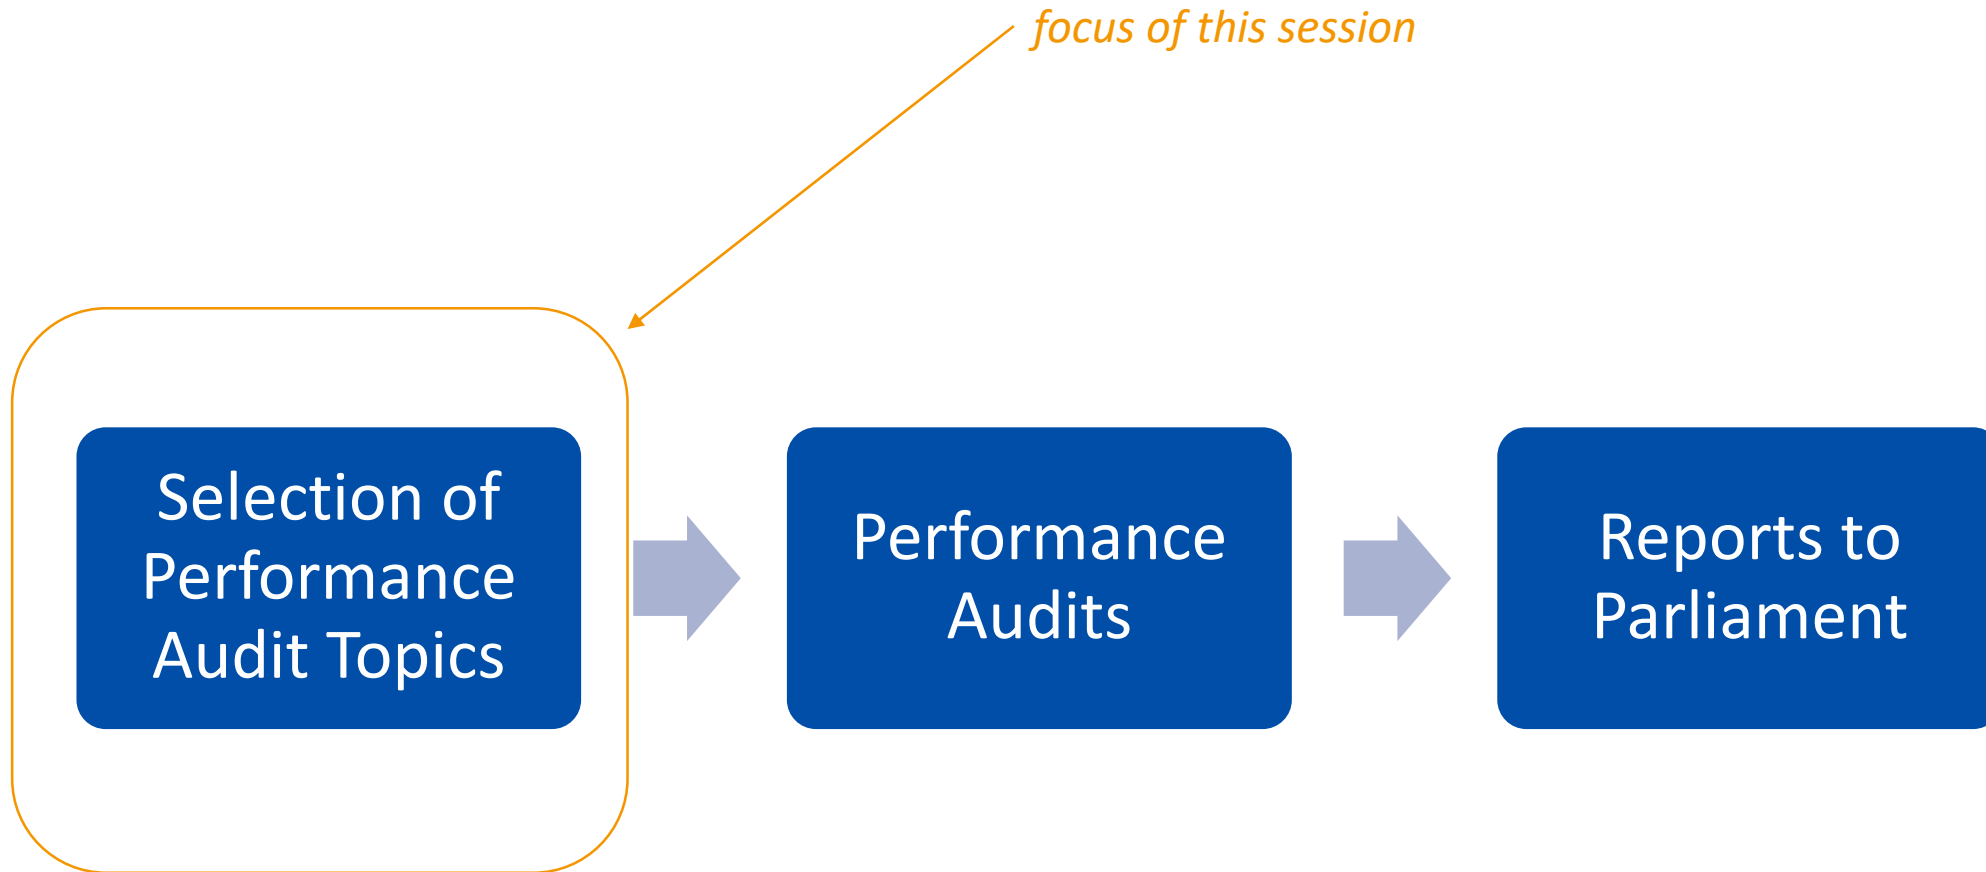 focus of this session
Selection of
Performance
Audit Topics
Performance
Audits
Reports to
Parliament